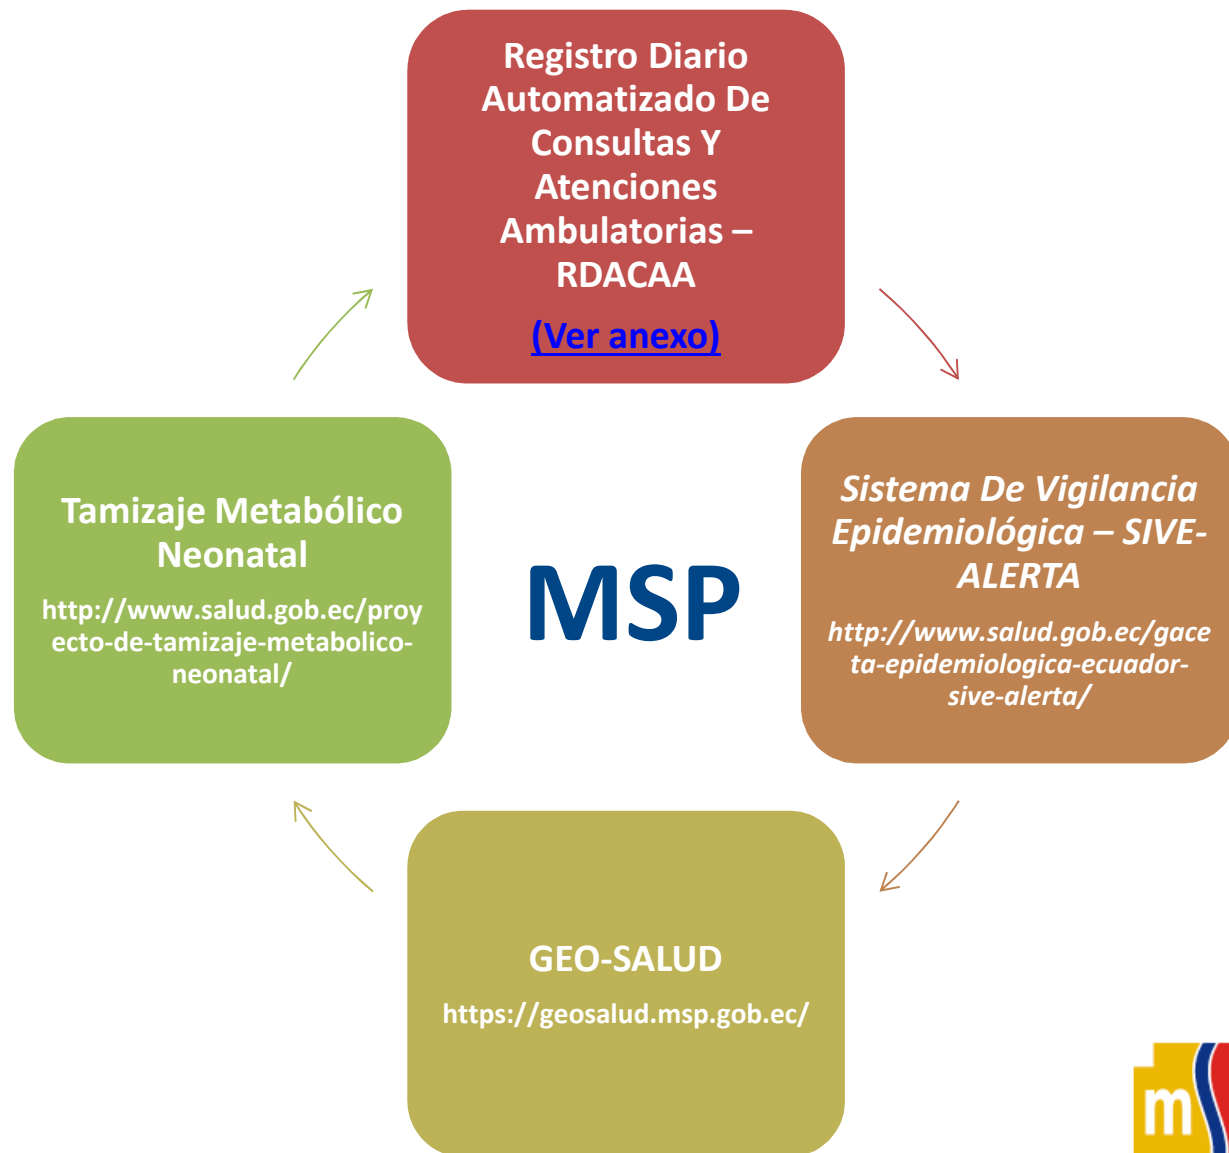 Registro Diario
Automatizado De
Consultas Y
Atenciones
Ambulatorias –
RDACAA
(Ver anexo)
Tamizaje Metabólico
Neonatal
http://www.salud.gob.ec/proy
ecto-de-tamizaje-metabolico-
neonatal/
MSP
Sistema De Vigilancia
Epidemiológica – SIVE-
ALERTA
http://www.salud.gob.ec/gace
ta-epidemiologica-ecuador-
sive-alerta/
GEO-SALUD
https://geosalud.msp.gob.ec/
m